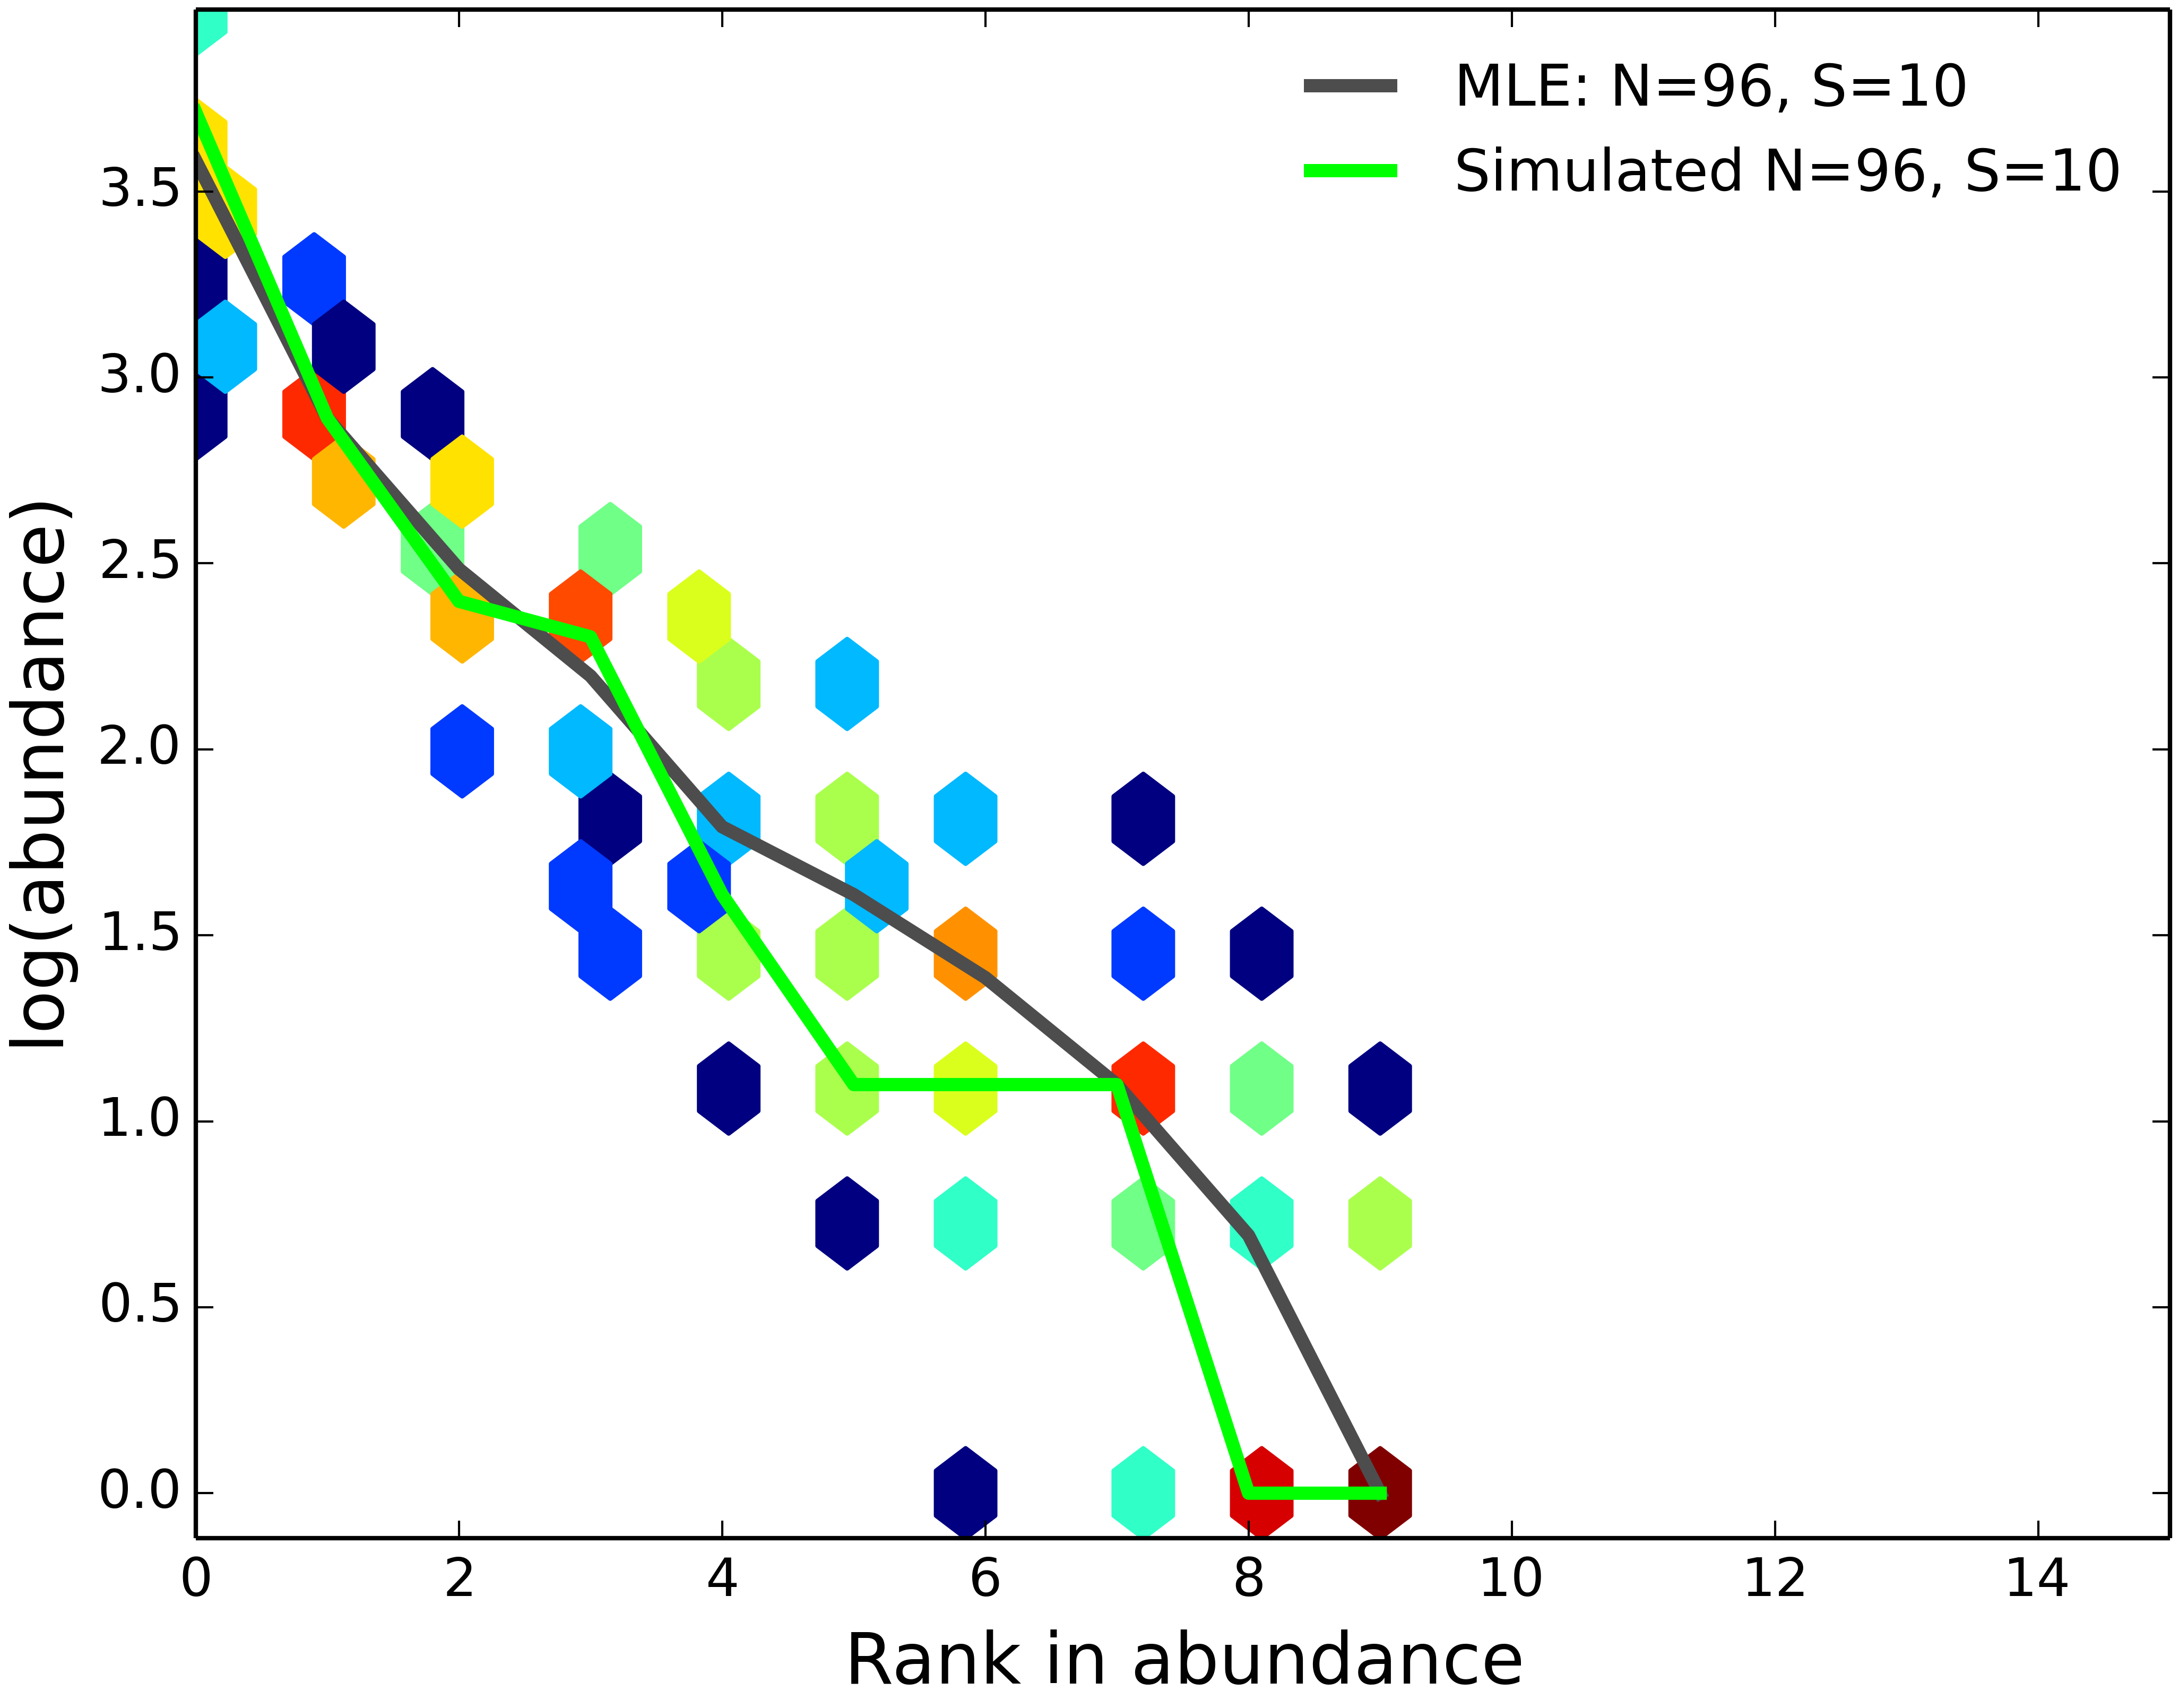 MLE: N=96, S=10
Simulated N=96, S=10
log(abundance)
3.5
3.0
2.5
2.0
1.5
1.0
0.5
0.0
0 2 4 6 8 10 12 14
Rank in abundance